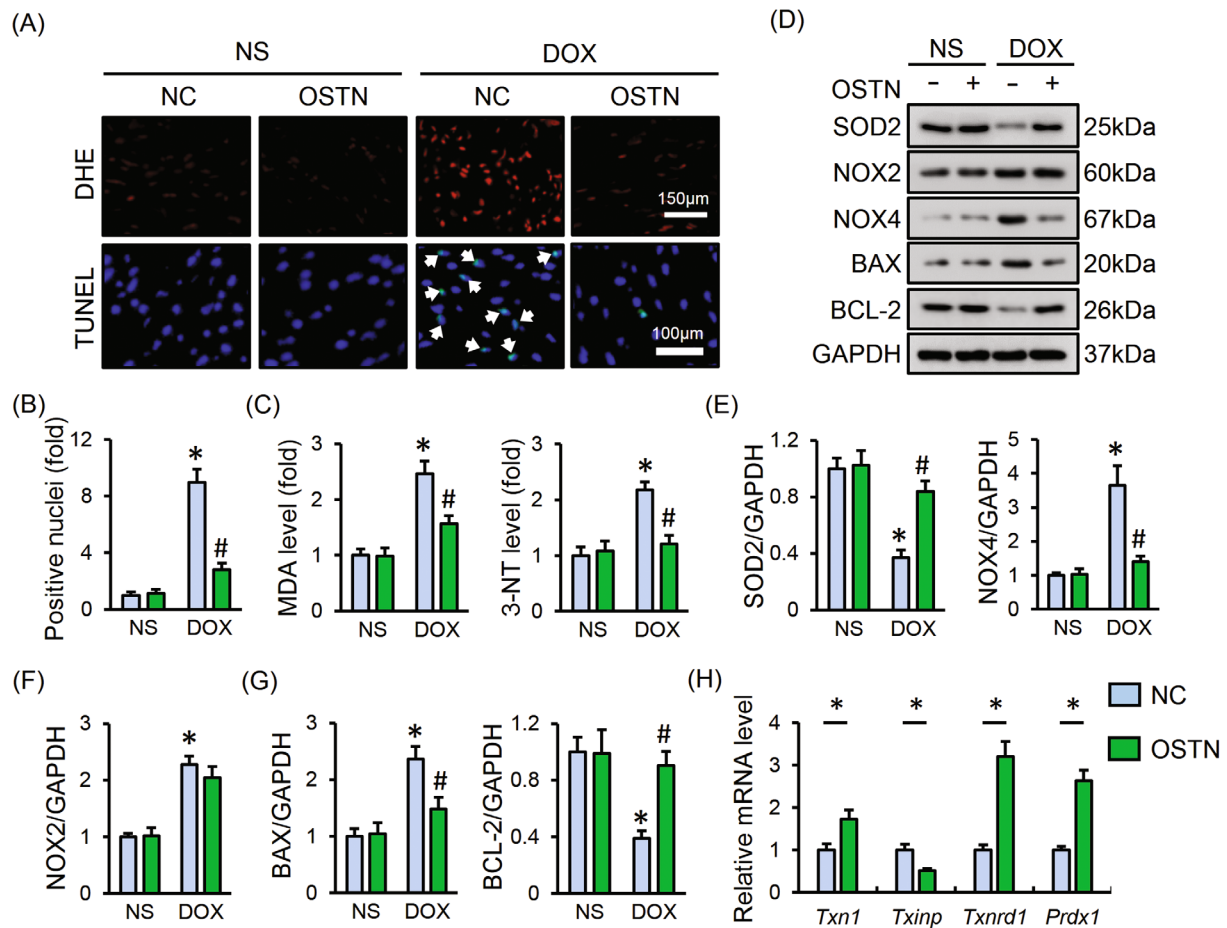 (A)
NS DOX
NC OSTN NC OSTN
DHE
150µm
TUNEL
100µm
(D)
NS DOX
OSTN - + - +
SOD2 25kDa
NOX2 60kDa
NOX4 67kDa
BAX 20kDa
BCL-2 26kDa
GAPDH 37kDa
(B)
Positive nuclei (fold)
12
8
4
0
*
#
NS DOX
(C)
MDA level (fold)
3
2
1
0
*
#
NS DOX
3-NT level (fold)
3
2
1
0
*
#
NS DOX
(E)
SOD2/GAPDH
1.2
0.8
0.4
0
*
#
NS DOX
NOX4/GAPDH
5
4
3
2
1
0
*
#
NS DOX
(F)
NOX2/GAPDH
3
2
1
0
*
NS DOX
(G)
BAX/GAPDH
3
2
1
0
*
#
NS DOX
BCL-2/GAPDH
1.2
0.8
0.4
0
*
#
NS DOX
(H)
NC
OSTN
Relative mRNA level
4
3
2
1
0
* * * *
Txn1 Txinp Txnrd1 Prdx1